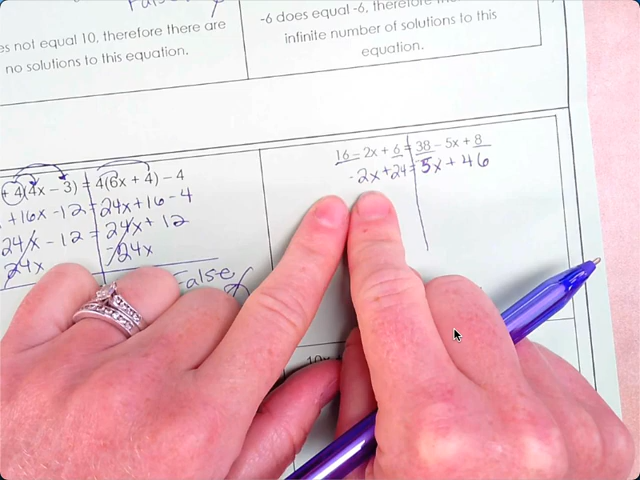 es not equal 10, therefore there are
no solutions to this equation.
-6 does equal -6, therefore th
infinite number of solutions to this
equation.
+ 4(4x - 3) = 4(6x + 4) - 4
+16x -12 = 24x + 16 - 4
24x - 12 = 24x + 12
24x -24x
False
16 - 2x + 6 = 38 - 5x + 8
-2x + 24 = 5x + 46
10x